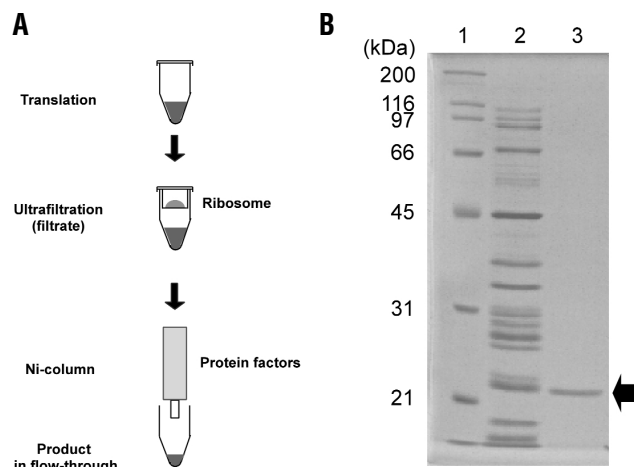 A
Translation
Ultrafiltration
(filtrate)
Ribosome
Ni-column
Protein factors
Product
in flow-through
B
(kDa)
1 2 3
200
116
97
66
45
31
21